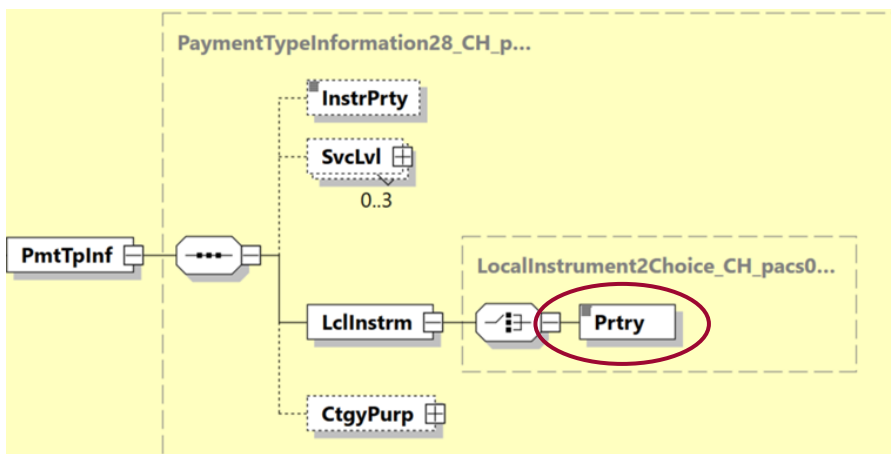 PaymentTypeInformation28_CH_p...
InstrPrty
SvcLvl
0..3
PmtTpInf
LocalInstrument2Choice_CH_pacs0...
LclInstrm
Prtry
CtgyPurp